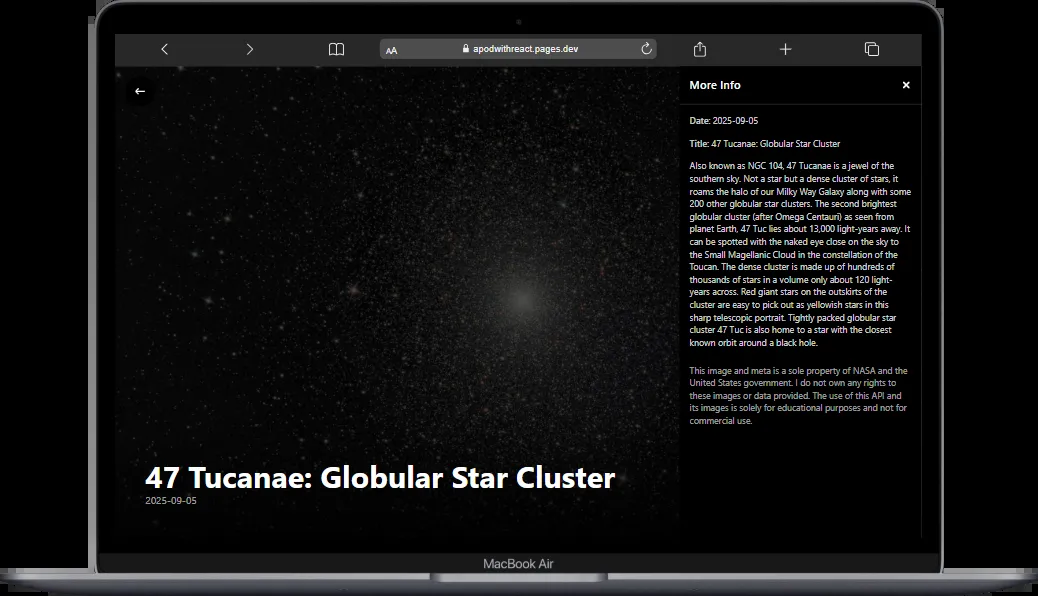 AA
apodwithreact.pages.dev
More Info
Date: 2025-09-05
Title: 47 Tucanae: Globular Star Cluster
Also known as NGC 104, 47 Tucanae is a jewel of the
southern sky. Not a star but a dense cluster of stars, it
roams the halo of our Milky Way Galaxy along with some
200 other globular star clusters. The second brightest
globular cluster (after Omega Centauri) as seen from
planet Earth, 47 Tuc lies about 13,000 light-years away. It
can be spotted with the naked eye close on the sky to
the Small Magellanic Cloud in the constellation of the
Toucan. The dense cluster is made up of hundreds of
thousands of stars in a volume only about 120 light-
years across. Red giant stars on the outskirts of the
cluster are easy to pick out as yellowish stars in this
sharp telescopic portrait. Tightly packed globular star
cluster 47 Tuc is also home to a star with the closest
known orbit around a black hole.
This image and meta is a sole property of NASA and the
United States government. I do not own any rights to
these images or data provided. The use of this API and
its images is solely for educational purposes and not for
commercial use.
47 Tucanae: Globular Star Cluster
2025-09-05
MacBook Air